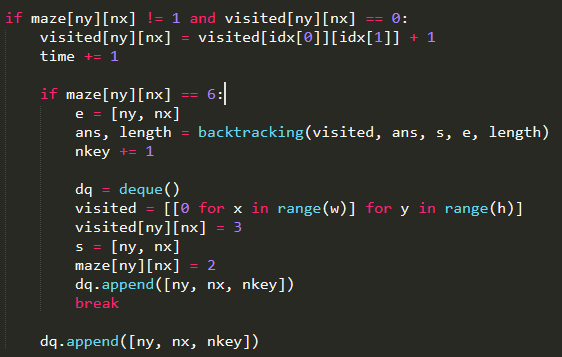 if maze[ny][nx] != 1 and visited[ny][nx] == 0:
    visited[ny][nx] = visited[idx[0]][idx[1]] + 1
    time += 1

    if maze[ny][nx] == 6:
        e = [ny, nx]
        ans, length = backtracking(visited, ans, s, e, length)
        nkey += 1

        dq = deque()
        visited = [[0 for x in range(w)] for y in range(h)]
        visited[ny][nx] = 3
        s = [ny, nx]
        maze[ny][nx] = 2
        dq.append([ny, nx, nkey])
        break

    dq.append([ny, nx, nkey])